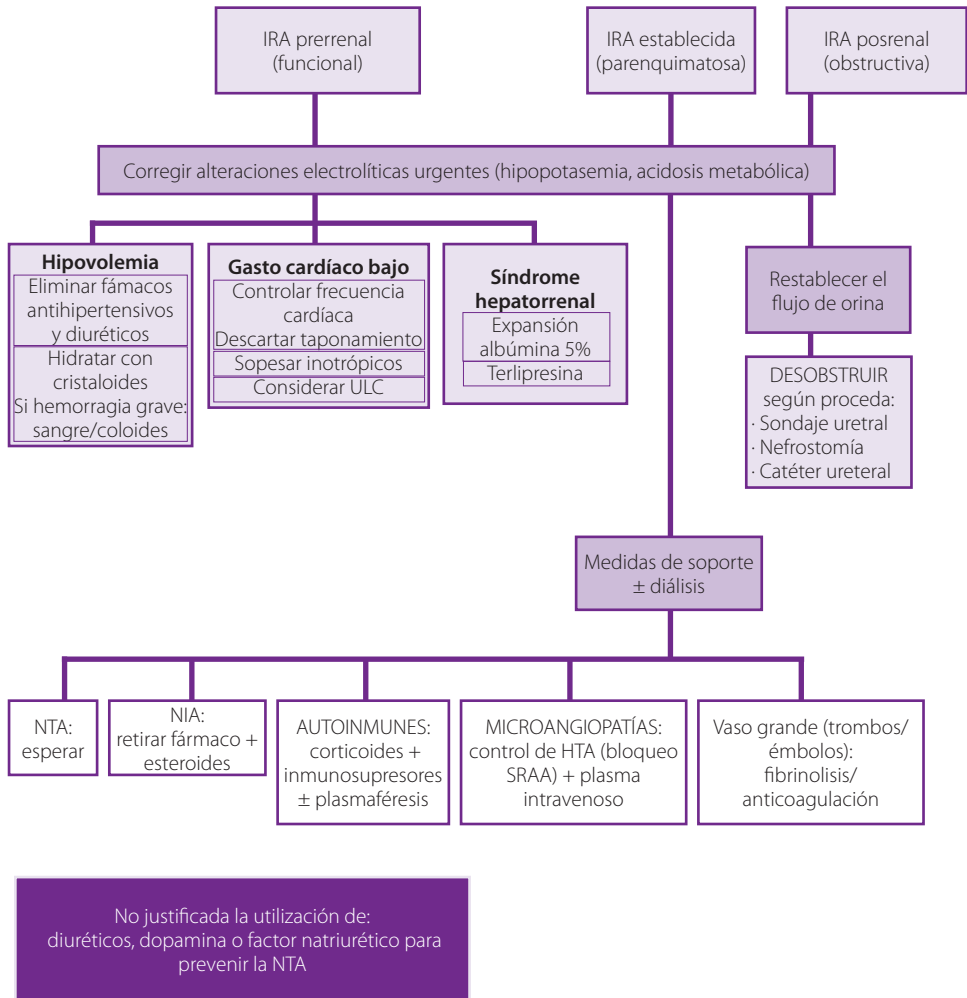 IRA prerrenal
(funcional)
IRA establecida
(parenquimatosa)
IRA posrenal
(obstructiva)
Corregir alteraciones electrolíticas urgentes (hipopotasemia, acidosis metabólica)
Hipovolemia
Eliminar fámacos
antihipertensivos
y diuréticos
Hidratar con
cristaloides
Si hemorragia grave:
sangre/coloides
Gasto cardíaco bajo
Controlar frecuencia
cardíaca
Descartar taponamiento
Sopesar inotrópicos
Considerar ULC
Síndrome
hepatorrenal
Expansión
albúmina 5%
Terlipresina
Restablecer el
flujo de orina
DESOBSTRUIR
según proceda:
· Sondaje uretral
· Nefrostomía
· Catéter ureteral
Medidas de soporte
± diálisis
NTA:
esperar
NIA:
retirar fármaco +
esteroides
AUTOINMUNES:
corticoides +
inmunosupresores
± plasmaféresis
MICROANGIOPATÍAS:
control de HTA (bloqueo
SRAA) + plasma
intravenoso
Vaso grande (trombos/
émbolos):
fibrinolisis/
anticoagulación
No justificada la utilización de:
diuréticos, dopamina o factor natriurético para
prevenir la NTA